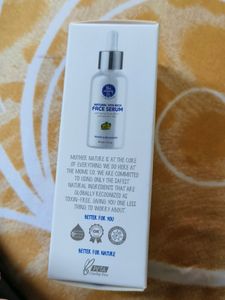 FACE SERUM
MOTHER NATURE IS AT THE CORE
OF EVERYTHING WE DO HERE AT
THE MOMS CO. WE ARE COMMITTED
TO USING ONLY THE SAFEST
NATURAL INGREDIENTS THAT ARE
GLOBALLY RECOGNISED AS
TOXIN-FREE. GIVING YOU ONE LESS
THING TO WORRY ABOUT.
BETTER FOR YOU
BETTER FOR NATURE
PETA